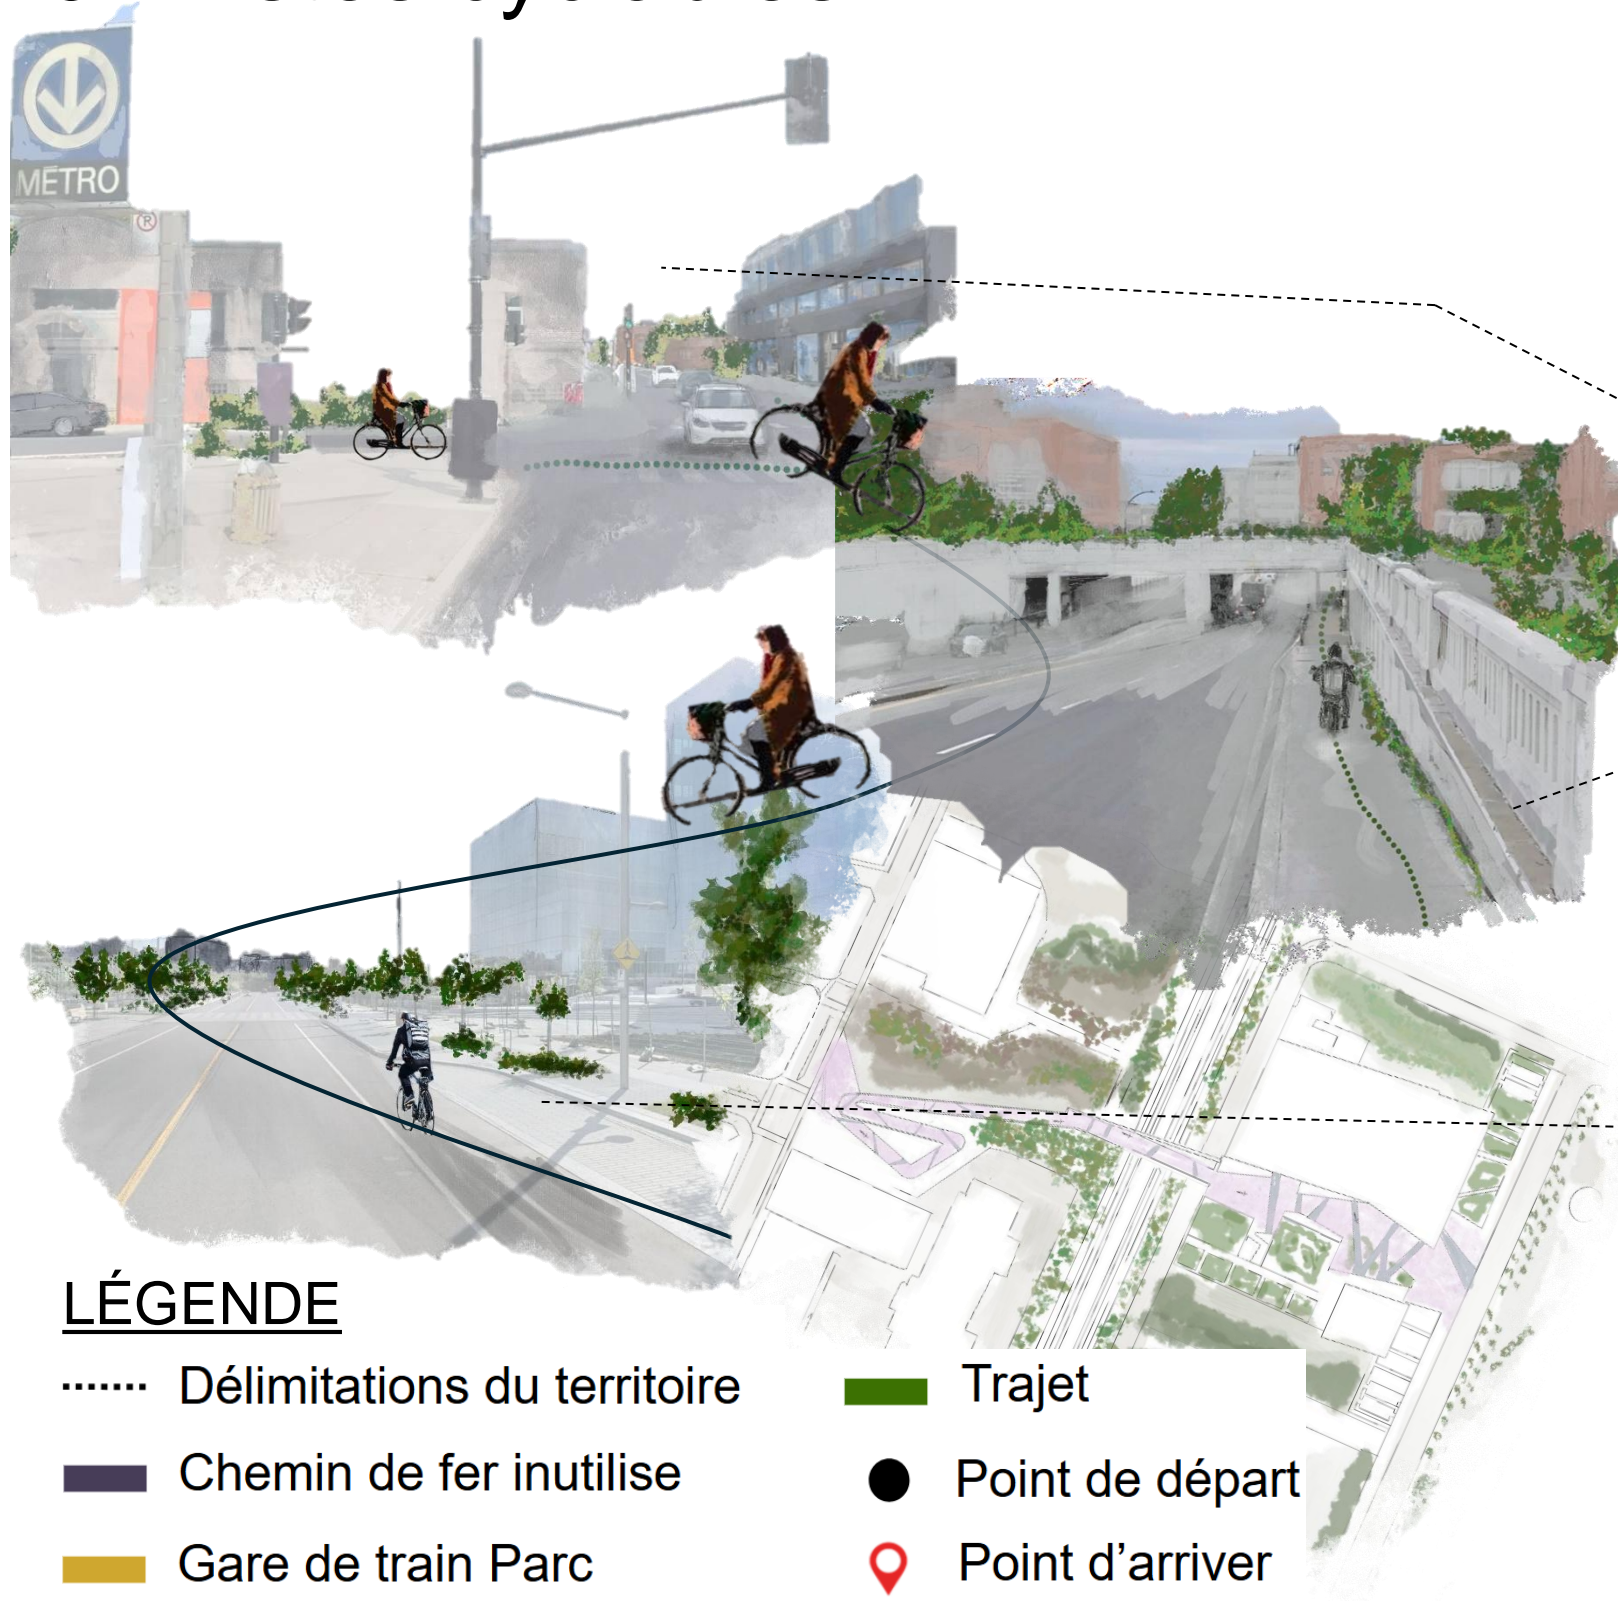 MÉTRO
LÉGENDE
Délimitations du territoire
Trajet
Chemin de fer inutilise
Point de départ
Gare de train Parc
Point d'arriver